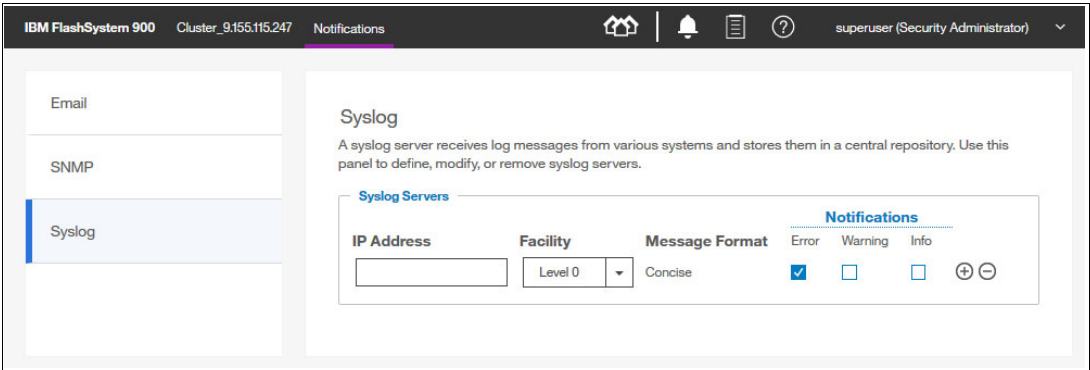 IBM FlashSystem 900 Cluster_9.155.115.247 Notifications superuser (Security Administrator)
Email
SNMP
Syslog
Syslog
A syslog server receives log messages from various systems and stores them in a central repository. Use this
panel to define, modify, or remove syslog servers.
Syslog Servers
Notifications
IP Address Facility Message Format Error Warning Info
Level 0 Concise